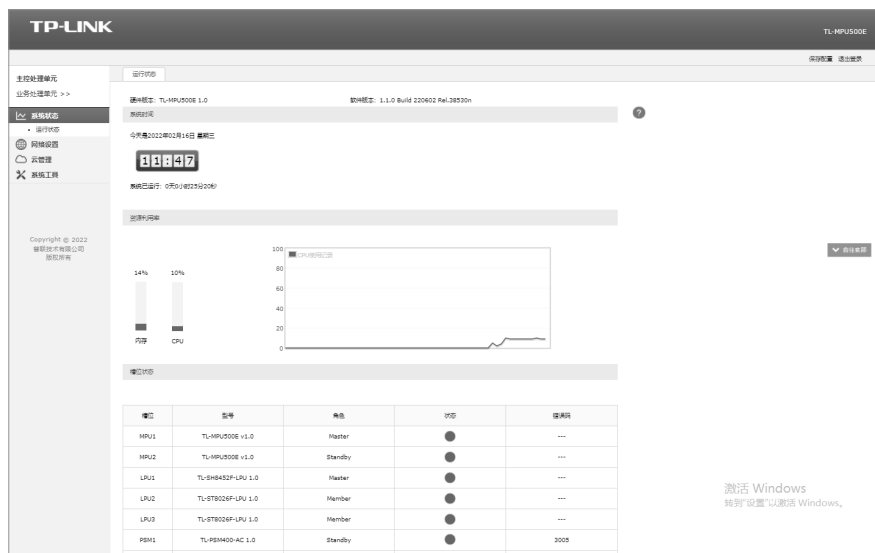 TP-LINK
TL-MPU500E
保存配置 退出登录
主控处理单元
业务处理单元 >>
系统状态
• 运行状态
网络设置
云管理
系统工具
Copyright © 2022
普联技术有限公司
版权所有
运行状态
硬件版本: TL-MPU500E 1.0 软件版本: 1.1.0 Build 220602 Rel.38530n
系统时间
?
今天是2022年02月16日 星期三
11:47
系统已运行: 0天0小时25分20秒
资源利用率
14% 10%
内存 CPU
100
80
60
40
20
0
CPU使用记录
槽位状态
槽位 型号 角色 状态 错误码
MPU1 TL-MPU500E v1.0 Master ---
MPU2 TL-MPU500E v1.0 Standby ---
LPU1 TL-SH8452F-LPU 1.0 Master ---
LPU2 TL-ST8026F-LPU 1.0 Member ---
LPU3 TL-ST8026F-LPU 1.0 Member ---
PSM1 TL-PSM400-AC 1.0 Standby 3005
激活 Windows
转到"设置"以激活 Windows。